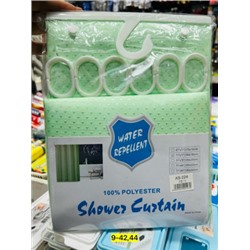 WATER
REPELLENT
100% POLYESTER
Shower Curtain
9-42,44